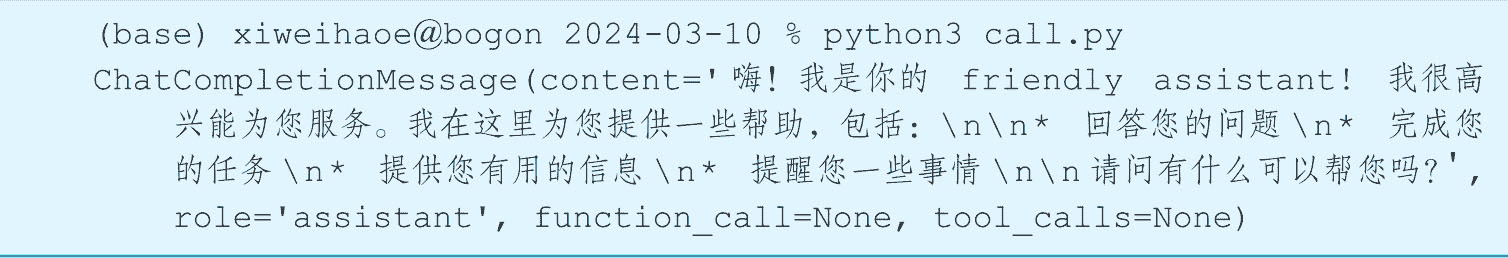 (base) xiweihaoe@bogon 2024-03-10 % python3 call.py
ChatCompletionMessage(content='嗨！我是你的 friendly assistant! 我很高
兴能为您服务。我在这里为您提供一些帮助，包括：\n\n* 回答您的问题\n* 完成您
的任务\n* 提供您有用的信息\n* 提醒您一些事情\n\n请问有什么可以帮您吗？',
role='assistant', function_call=None, tool_calls=None)